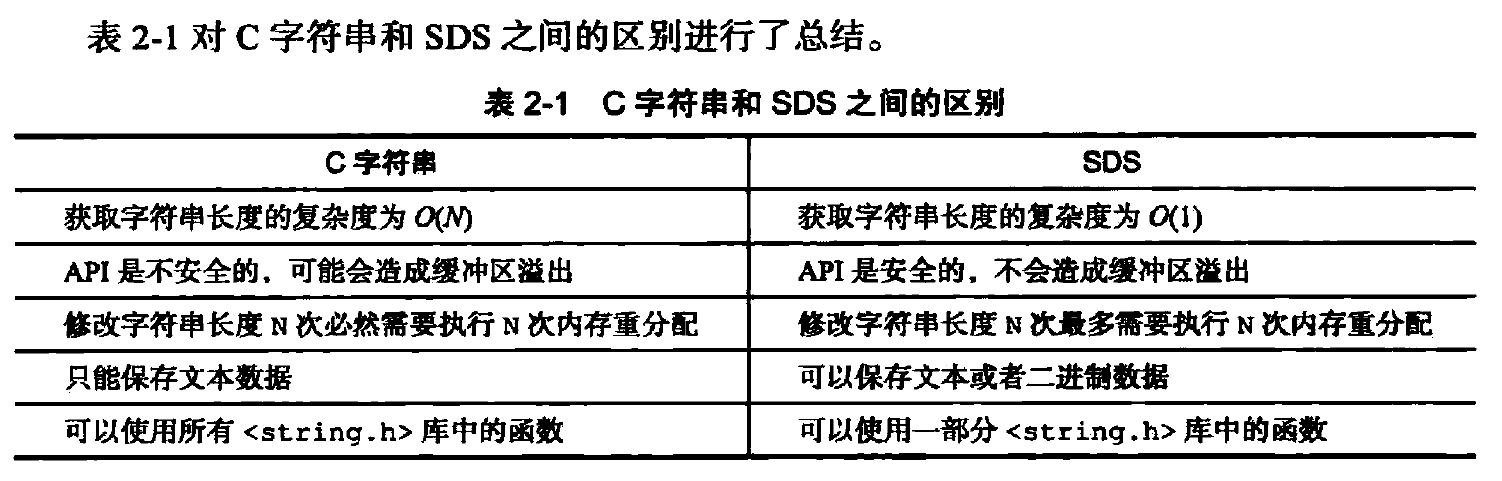 表 2-1 对 C 字符串和 SDS 之间的区别进行了总结。
表 2-1 C 字符串和 SDS 之间的区别
C 字符串 SDS
获取字符串长度的复杂度为 O(N) 获取字符串长度的复杂度为 O(1)
API 是不安全的，可能会造成缓冲区溢出 API 是安全的，不会造成缓冲区溢出
修改字符串长度 N 次必然需要执行 N 次内存重分配 修改字符串长度 N 次最多需要执行 N 次内存重分配
只能保存文本数据 可以保存文本或者二进制数据
可以使用所有 <string.h> 库中的函数 可以使用一部分 <string.h> 库中的函数